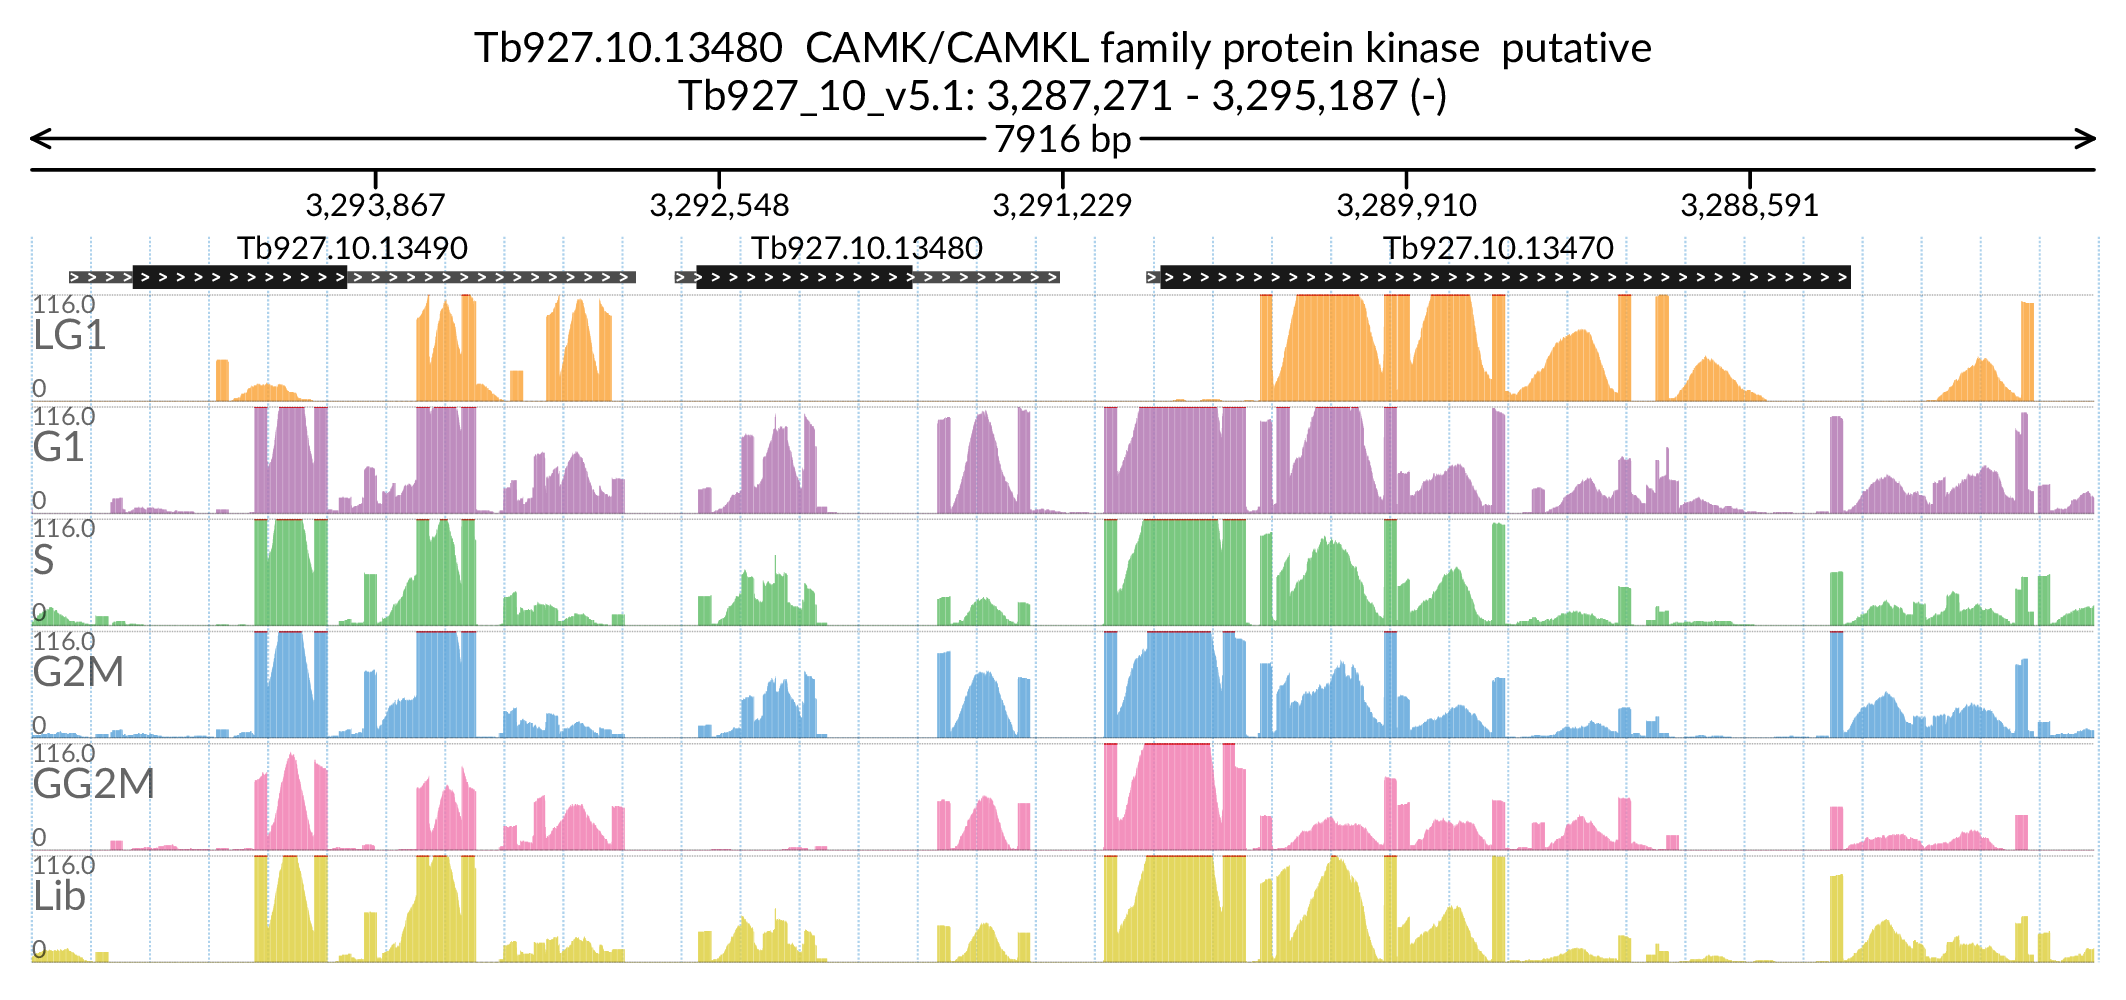 Tb927.10.13480  CAMK/CAMKL family protein kinase  putative
Tb927_10_v5.1: 3,287,271 - 3,295,187 (-)
7916 bp
3,293,867 3,292,548 3,291,229 3,289,910 3,288,591
Tb927.10.13490 Tb927.10.13480 Tb927.10.13470
116.0
LG1
0
116.0
G1
0
116.0
S
0
116.0
G2M
0
116.0
GG2M
0
116.0
Lib
0